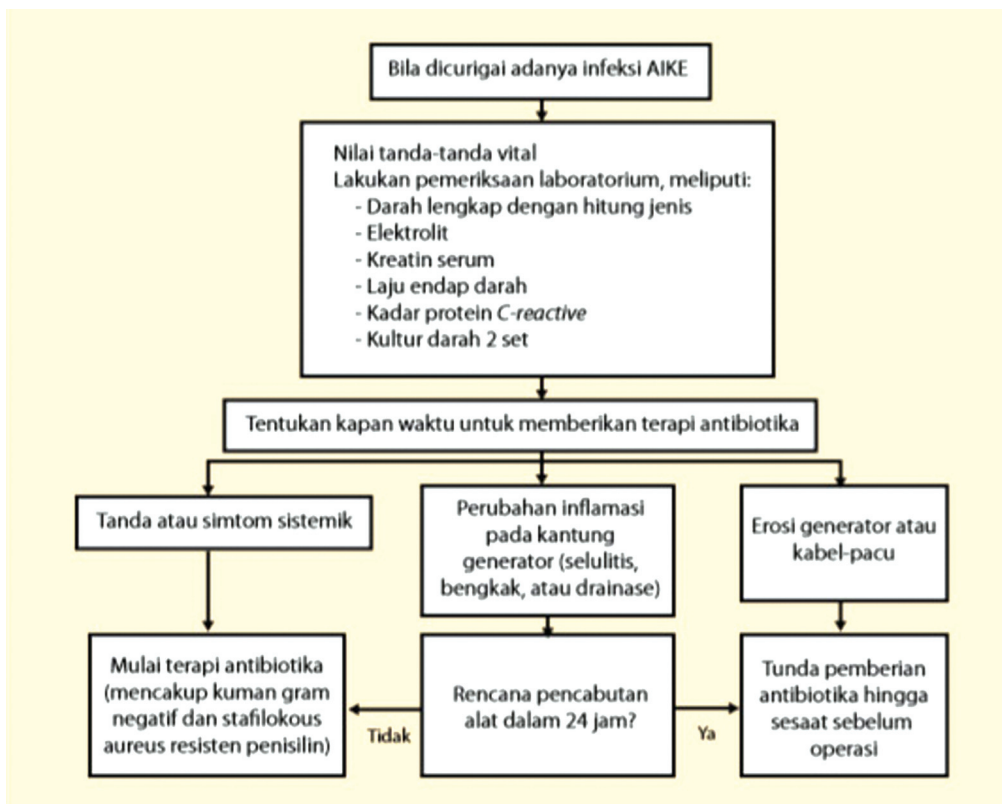 Bila dicurigai adanya infeksi AIKE
Nilai tanda-tanda vital
Lakukan pemeriksaan laboratorium, meliputi:
- Darah lengkap dengan hitung jenis
- Elektrolit
- Kreatin serum
- Laju endap darah
- Kadar protein C-reactive
- Kultur darah 2 set
Tentukan kapan waktu untuk memberikan terapi antibiotika
Tanda atau simtom sistemik
Perubahan inflamasi
pada kantung
generator (selulitis,
bengkak, atau drainase)
Erosi generator atau
kabel-pacu
Mulai terapi antibiotika
(mencakup kuman gram
negatif dan stafilokous
aureus resisten penisilin)
Tidak
Rencana pencabutan
alat dalam 24 jam?
Ya
Tunda pemberian
antibiotika hingga
sesaat sebelum
operasi